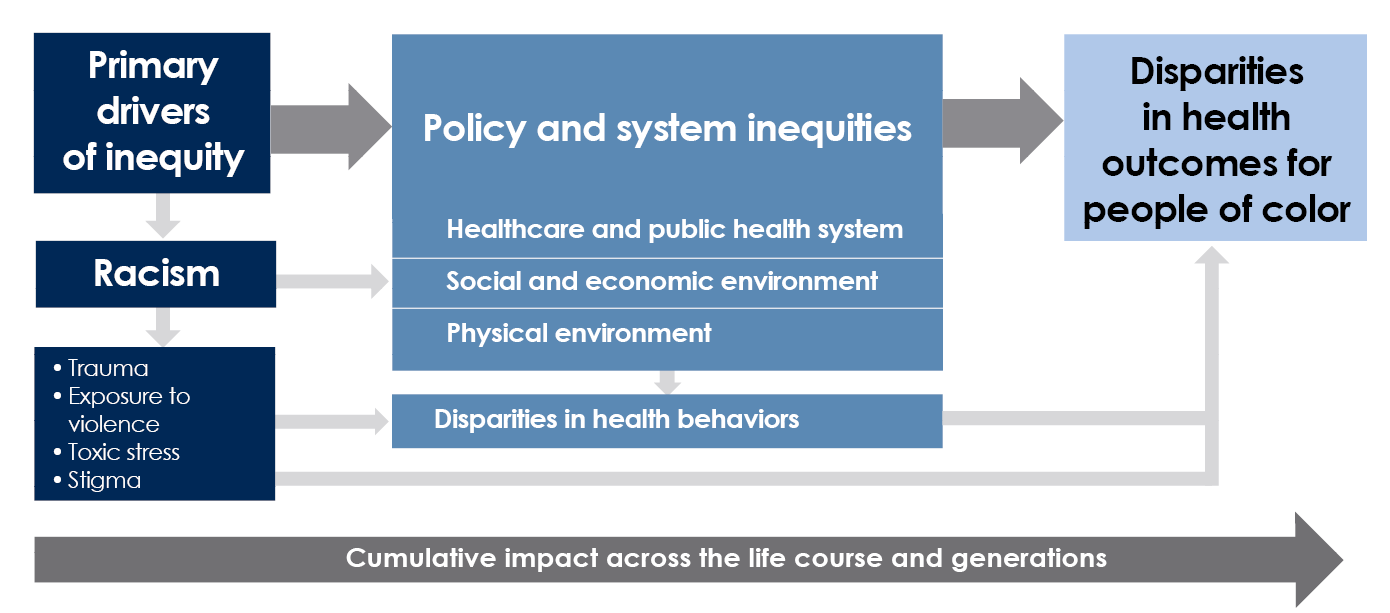 Primary
drivers
of inequity
Policy and system inequities
Disparities
in health
outcomes for
people of color
Racism
Healthcare and public health system
Social and economic environment
Physical environment
• Trauma
• Exposure to
violence
• Toxic stress
• Stigma
Disparities in health behaviors
Cumulative impact across the life course and generations